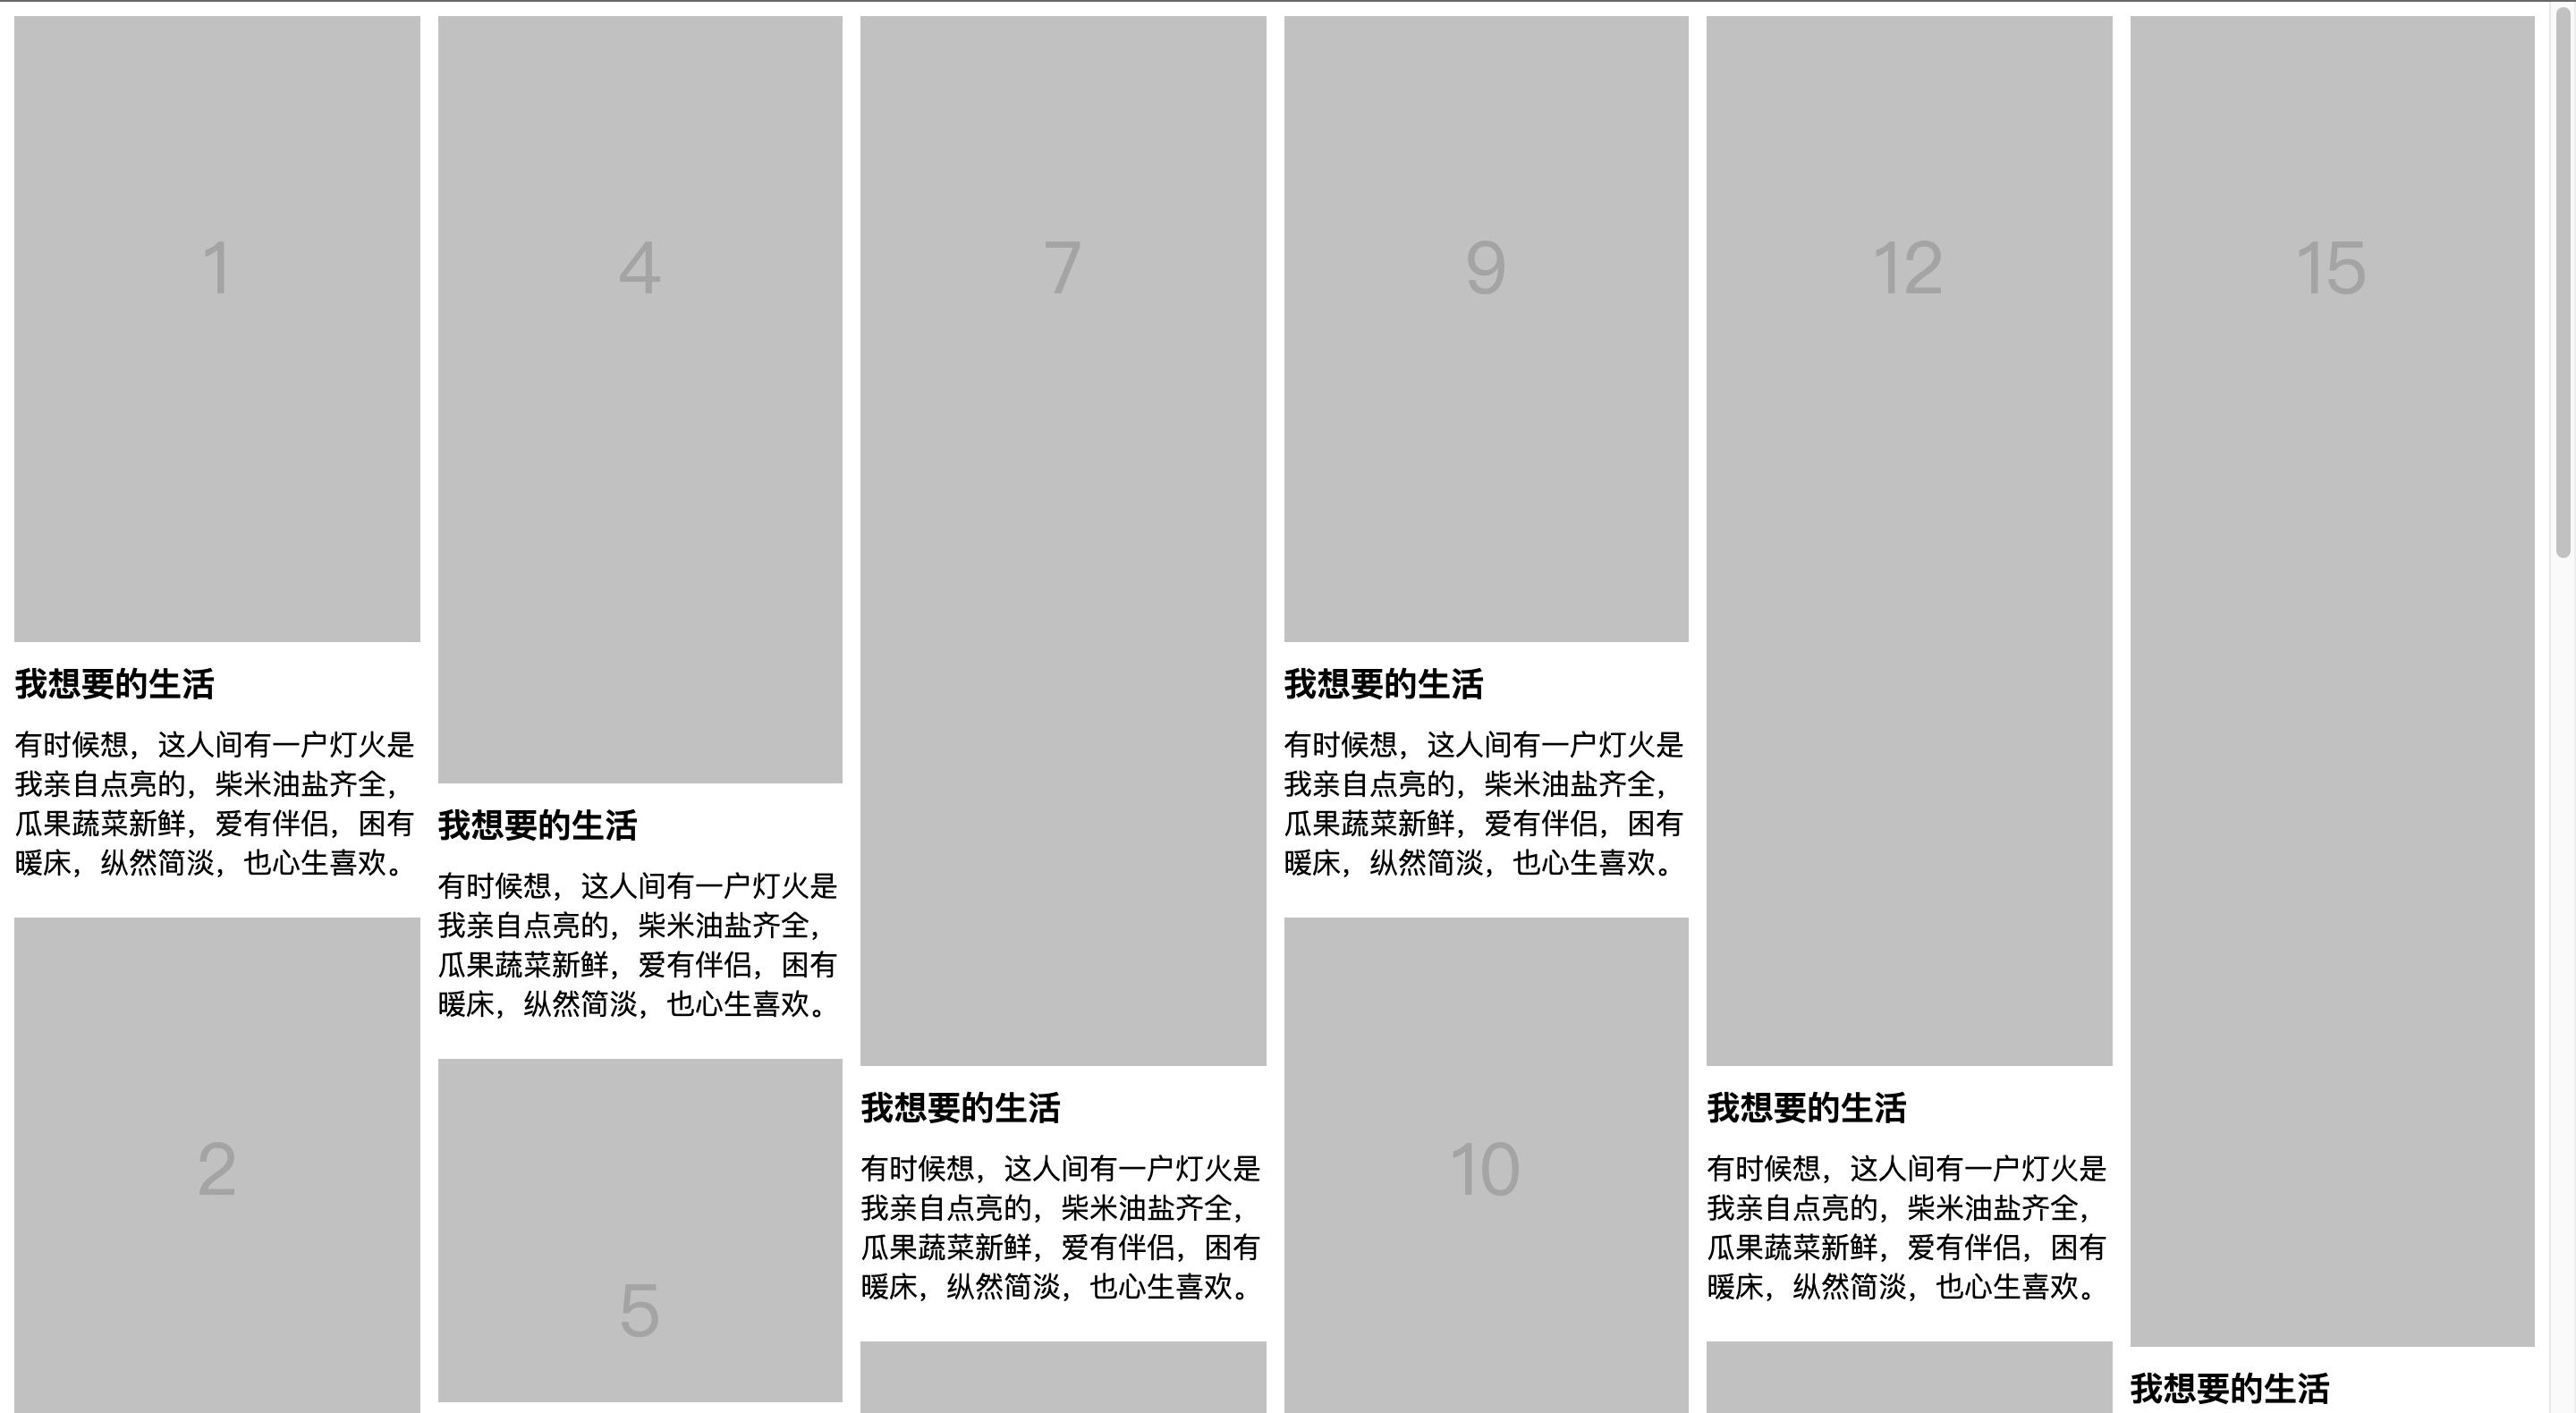 1
我想要的生活
有时候想，这人间有一户灯火是
我亲自点亮的，柴米油盐齐全，
瓜果蔬菜新鲜，爱有伴侣，困有
暖床，纵然简淡，也心生喜欢。
2
4
我想要的生活
有时候想，这人间有一户灯火是
我亲自点亮的，柴米油盐齐全，
瓜果蔬菜新鲜，爱有伴侣，困有
暖床，纵然简淡，也心生喜欢。
5
7
我想要的生活
有时候想，这人间有一户灯火是
我亲自点亮的，柴米油盐齐全，
瓜果蔬菜新鲜，爱有伴侣，困有
暖床，纵然简淡，也心生喜欢。
9
我想要的生活
有时候想，这人间有一户灯火是
我亲自点亮的，柴米油盐齐全，
瓜果蔬菜新鲜，爱有伴侣，困有
暖床，纵然简淡，也心生喜欢。
10
12
我想要的生活
有时候想，这人间有一户灯火是
我亲自点亮的，柴米油盐齐全，
瓜果蔬菜新鲜，爱有伴侣，困有
暖床，纵然简淡，也心生喜欢。
15
我想要的生活